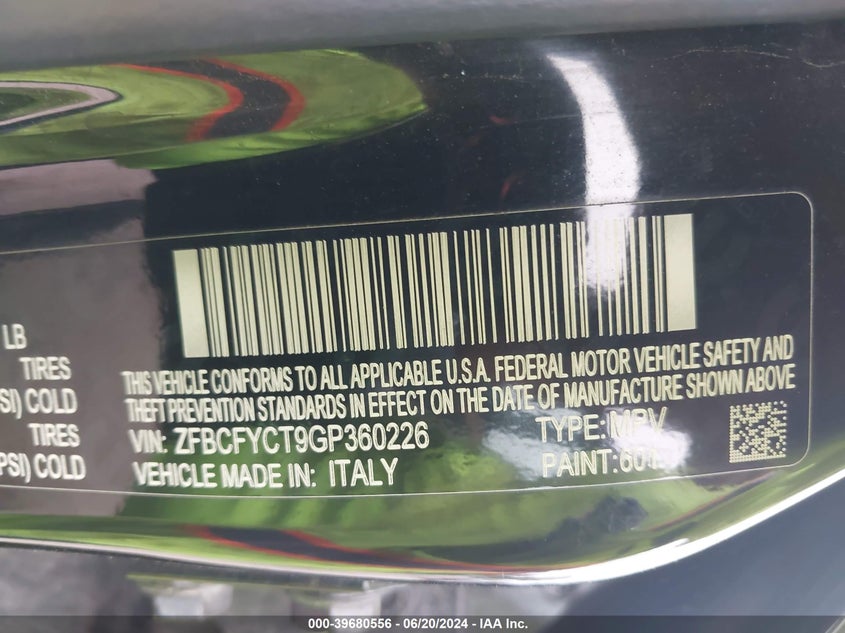 LB
TIRES
SI) COLD
TIRES
PSI) COLD
THIS VEHICLE CONFORMS TO ALL APPLICABLE U.S.A. FEDERAL MOTOR VEHICLE SAFETY AND
THEFT PREVENTION STANDARDS IN EFFECT ON THE DATE OF MANUFACTURE SHOWN ABOVE
VIN: ZFBCFYCT9GP360226 TYPE: MPV
VEHICLE MADE IN: ITALY PAINT:
000-39680556 - 06/20/2024 - IAA Inc.